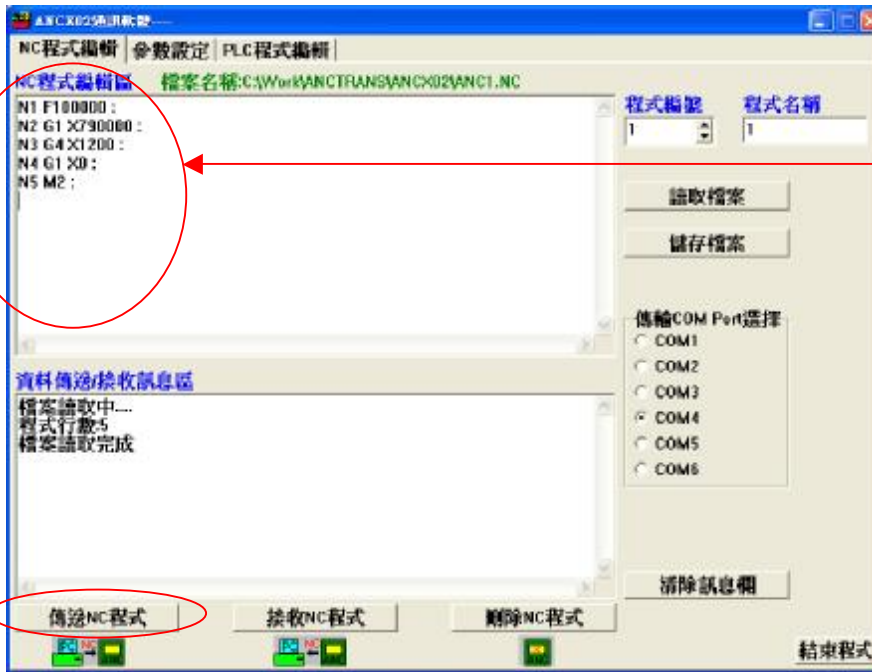 ANCX02通訊軟體----
NC程式編輯 參數設定 PLC程式編輯
NC程式編輯區 檔案名稱:C:\Work\ANCTRANS\ANCX02\ANC1.NC
N1 F100000 ;
N2 G1 X790000 ;
N3 G4 X1200 ;
N4 G1 X0 ;
N5 M2 ;
程式編號 程式名稱
1 1
讀取檔案
儲存檔案
傳輸COM Port選擇
COM1
COM2
COM3
COM4
COM5
COM6
資料傳送/接收訊息區
檔案讀取中....
程式行數:5
檔案讀取完成
清除訊息欄
傳送NC程式 接收NC程式 刪除NC程式
PC NC PC NC
結束程式